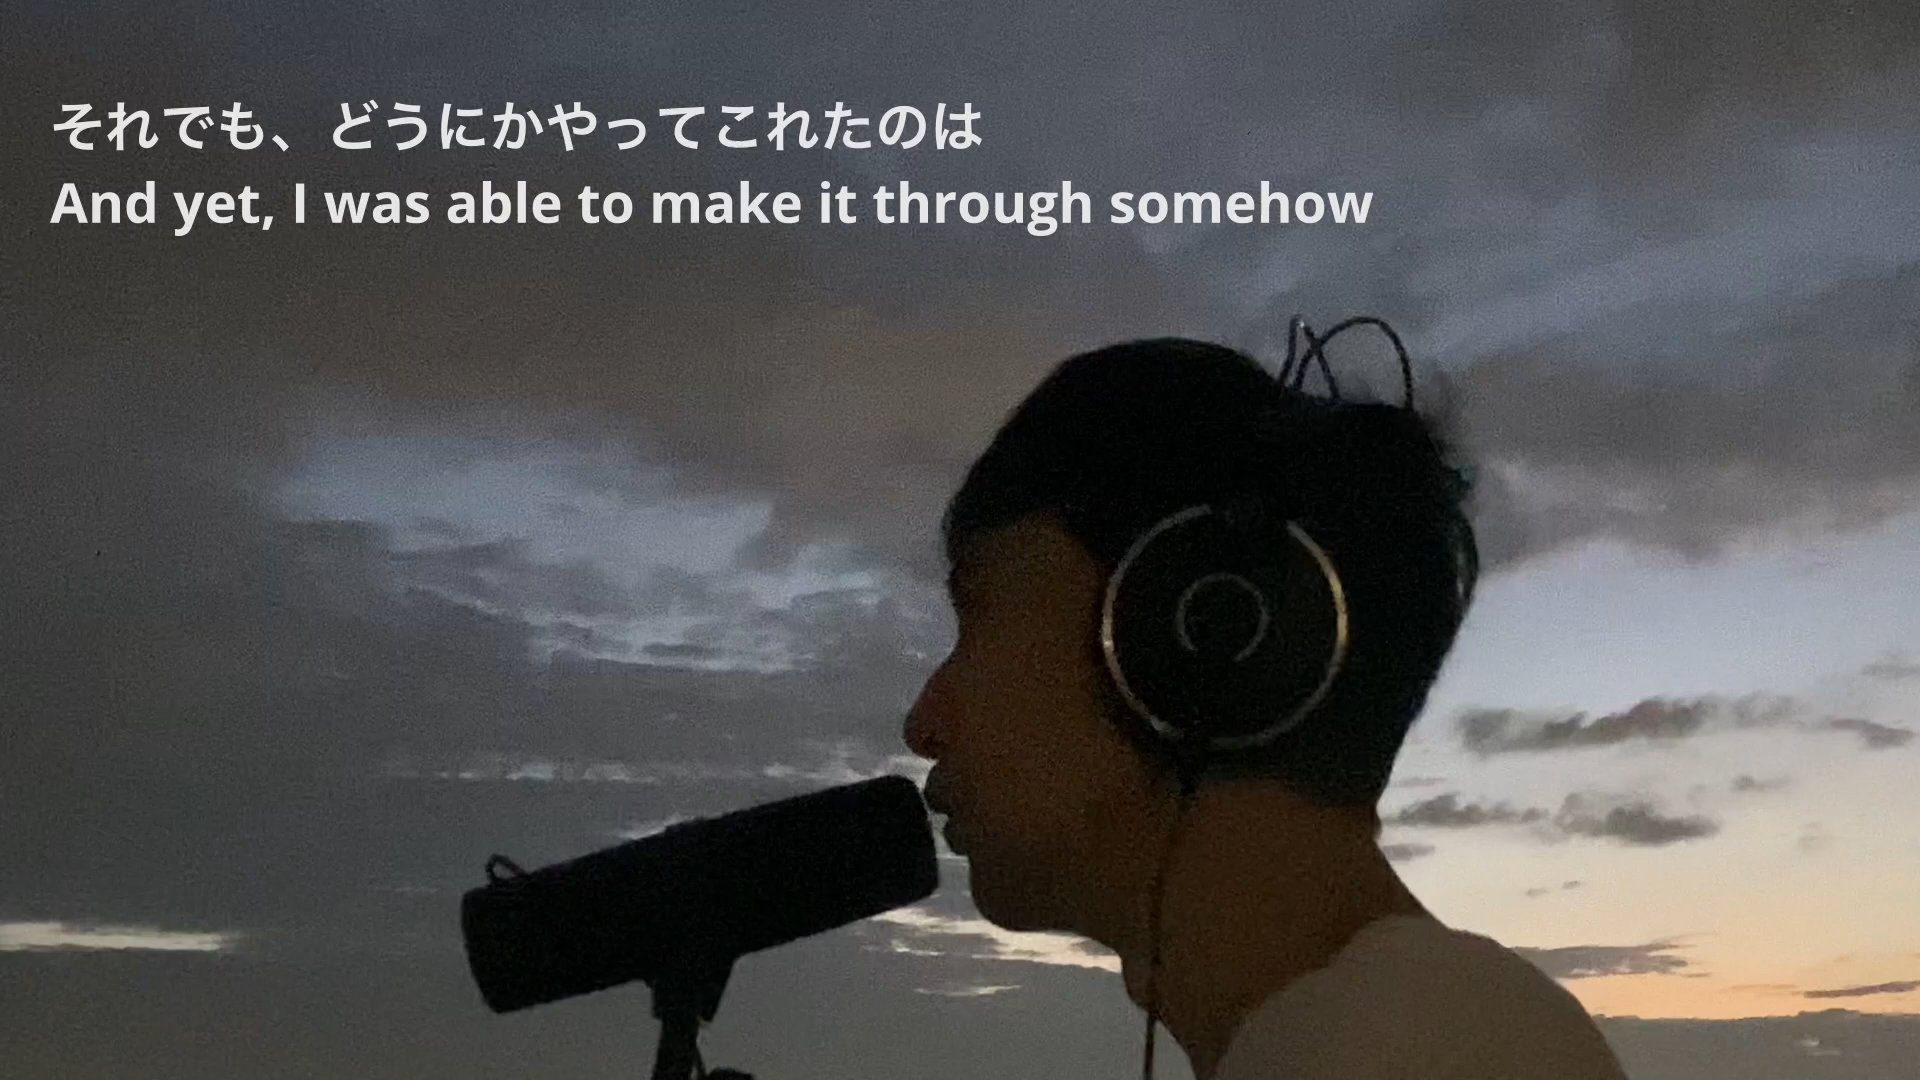 それでも、どうにかやってこれたのは
And yet, I was able to make it through somehow